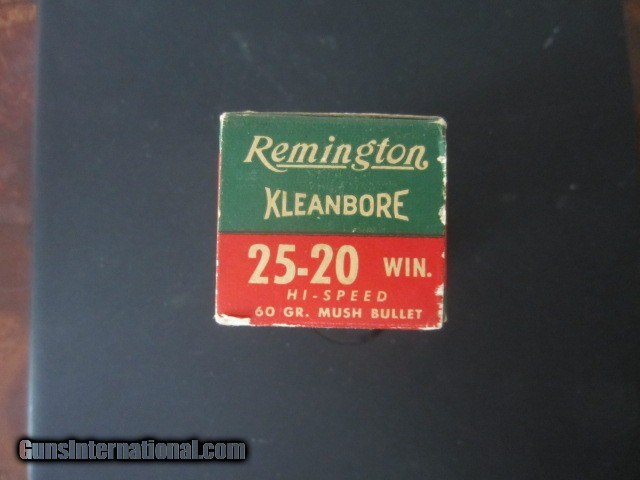 Remington
KLEANBORE
25-20 WIN.
HI-SPEED
60 GR. MUSH BULLET
GunsInternational.com